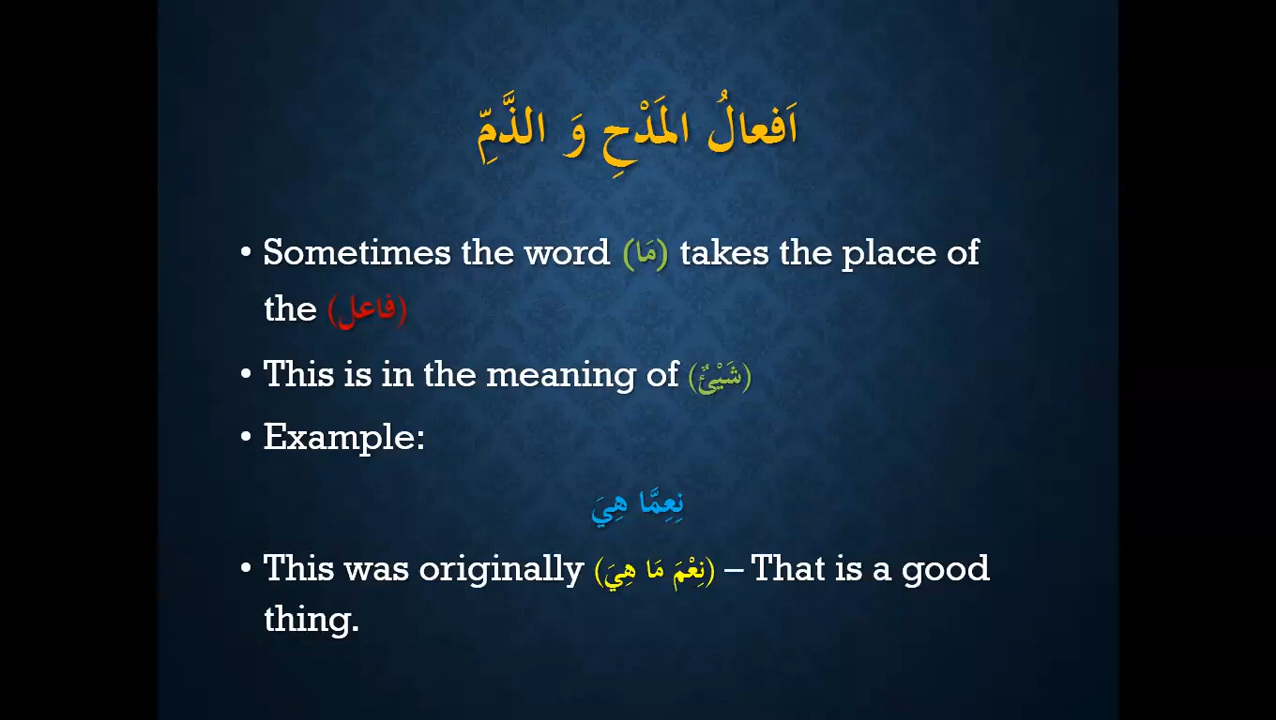 اَفعالُ المَدْحِ وَ الذَّمِّ
• Sometimes the word (مَا) takes the place of
the (فاعل)
• This is in the meaning of (شَيْئٌ)
• Example:
نِعِمَّا هِيَ
• This was originally (نِعْمَ مَا هِيَ) – That is a good
thing.